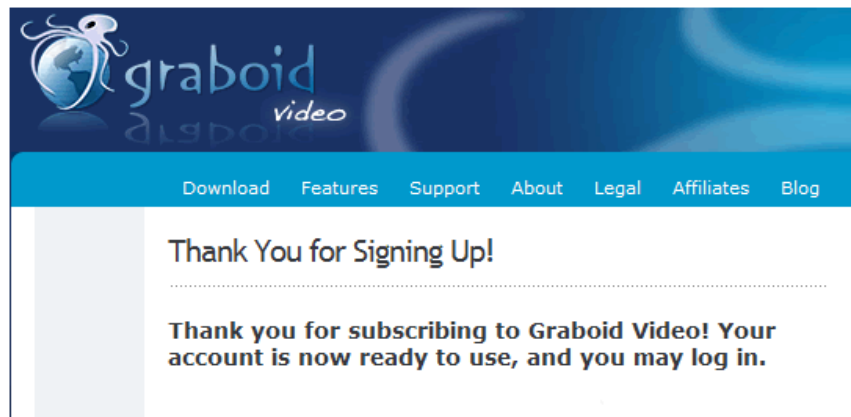 graboid
video
Download Features Support About Legal Affiliates Blog
Thank You for Signing Up!
Thank you for subscribing to Graboid Video! Your
account is now ready to use, and you may log in.